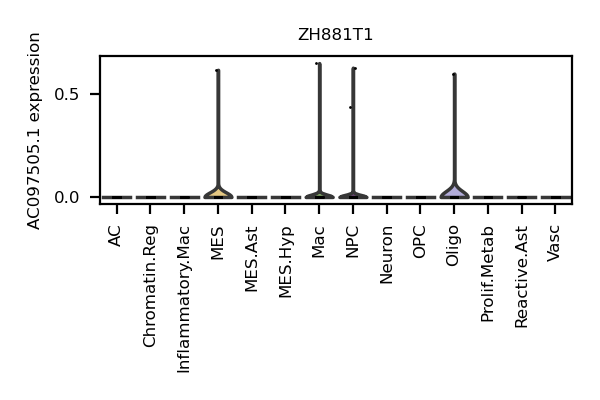 ZH881T1
AC097505.1 expression
0.5
0.0
AC
Chromatin.Reg
Inflammatory.Mac
MES
MES.Ast
MES.Hyp
Mac
NPC
Neuron
OPC
Oligo
Prolif.Metab
Reactive.Ast
Vasc